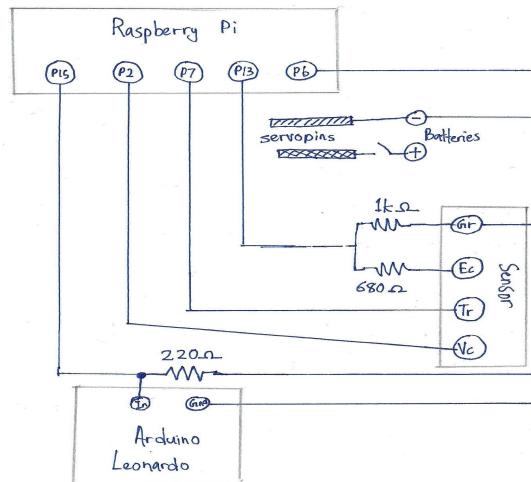 Raspberry Pi
P15 P2 P7 P13 P6
servopins
Batteries
-
+
1kΩ
Gr
Ec
680Ω
Tr
Vc
Sensor
220Ω
In Gnd
Arduino
Leonardo